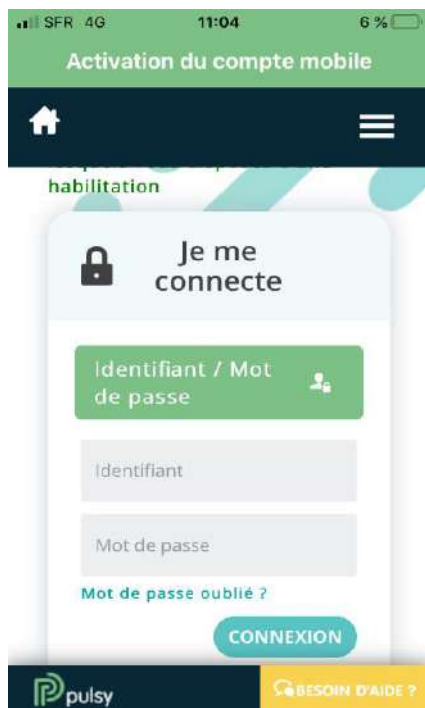 SFR 4G 11:04 6 %
Activation du compte mobile
habilitation
Je me
connecte
Identifiant / Mot
de passe
Identifiant
Mot de passe
Mot de passe oublié ?
CONNEXION
pulsy BESOIN D'AIDE ?